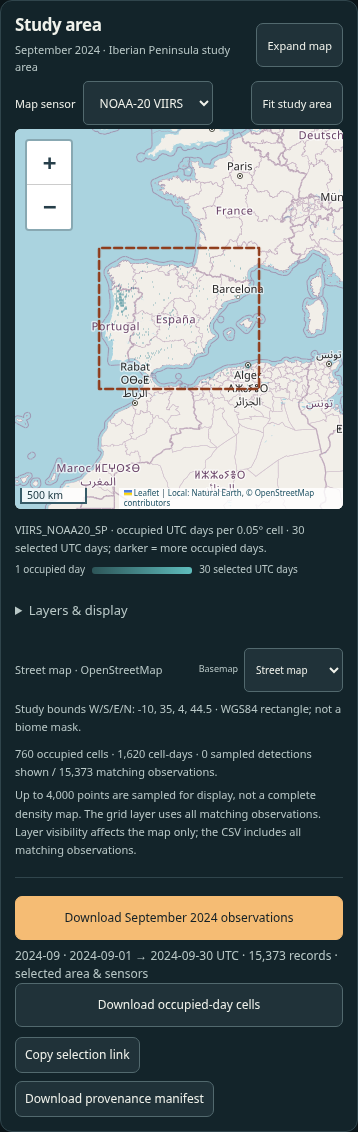 Study area
September 2024 · Iberian Peninsula study
area
Expand map
Map sensor
NOAA-20 VIIRS
Fit study area
+
−
Deutsch
Paris
Mün
France
Barcelona
Portugal
España
Rabat
ⵔⴱⴰⵟ
الرباط
Alger
الجزائر
تونس
تونس
Maroc ⵍⵎⵖⵔⵉⴱ
المغرب
500 km
Leaflet | Local: Natural Earth, © OpenStreetMap
contributors
VIIRS_NOAA20_SP · occupied UTC days per 0.05° cell · 30
selected UTC days; darker = more occupied days.
1 occupied day
30 selected UTC days
▶ Layers & display
Street map · OpenStreetMap
Basemap
Street map
Study bounds W/S/E/N: -10, 35, 4, 44.5 · WGS84 rectangle; not a
biome mask.
760 occupied cells · 1,620 cell-days · 0 sampled detections
shown / 15,373 matching observations.
Up to 4,000 points are sampled for display, not a complete
density map. The grid layer uses all matching observations.
Layer visibility affects the map only; the CSV includes all
matching observations.
Download September 2024 observations
2024-09 · 2024-09-01 → 2024-09-30 UTC · 15,373 records ·
selected area & sensors
Download occupied-day cells
Copy selection link
Download provenance manifest